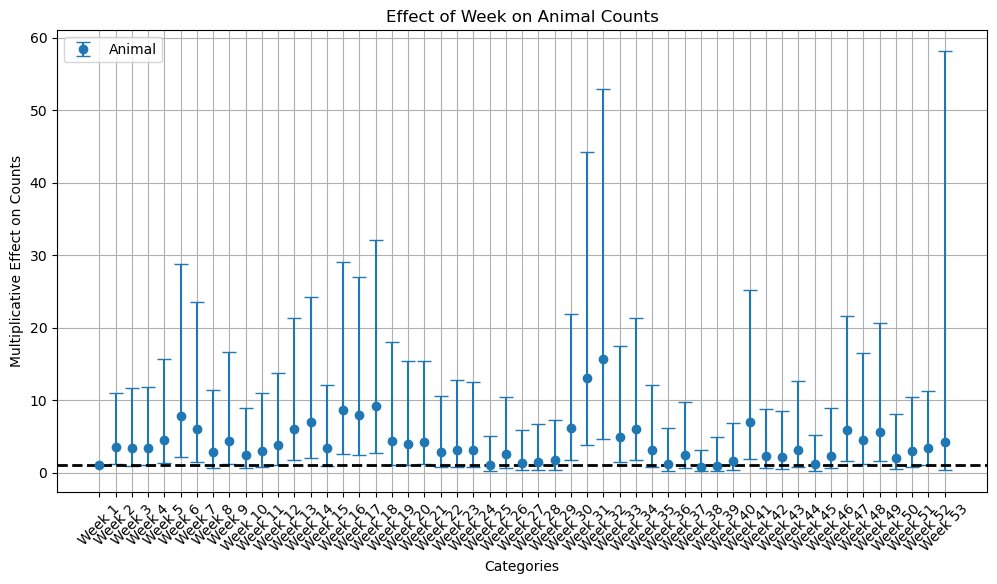 Effect of Week on Animal Counts
Animal
Multiplicative Effect on Counts
60
50
40
30
20
10
0
Week 1
Week 2
Week 3
Week 4
Week 5
Week 6
Week 7
Week 8
Week 9
Week 10
Week 11
Week 12
Week 13
Week 14
Week 15
Week 16
Week 17
Week 18
Week 19
Week 20
Week 21
Week 22
Week 23
Week 24
Week 25
Week 26
Week 27
Week 28
Week 29
Week 30
Week 31
Week 32
Week 33
Week 34
Week 35
Week 36
Week 37
Week 38
Week 39
Week 40
Week 41
Week 42
Week 43
Week 44
Week 45
Week 46
Week 47
Week 48
Week 49
Week 50
Week 51
Week 52
Week 53
Categories